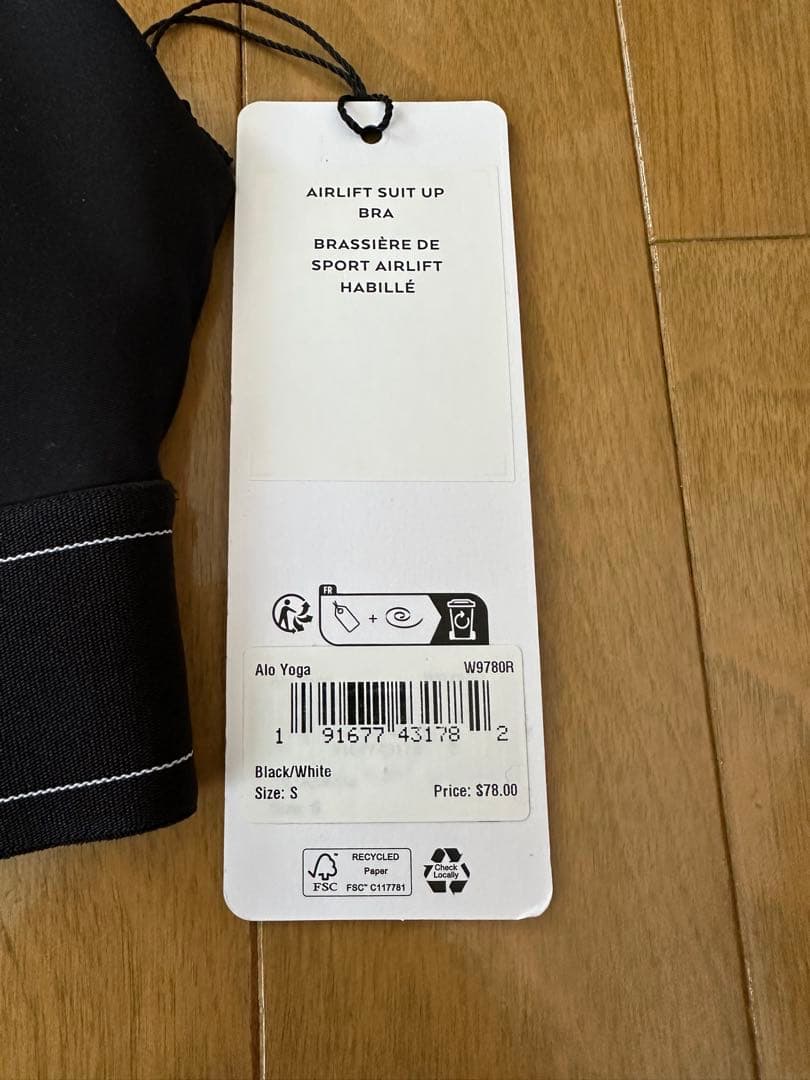 AIRLIFT SUIT UP
BRA
BRASSIÈRE DE
SPORT AIRLIFT
HABILLÉ
FR
+
Alo Yoga W9780R
1 91677 43178 2
Black/White
Size: S Price: $78.00
FSC™ RECYCLED
Paper
FSC™ C117781
Check
Locally